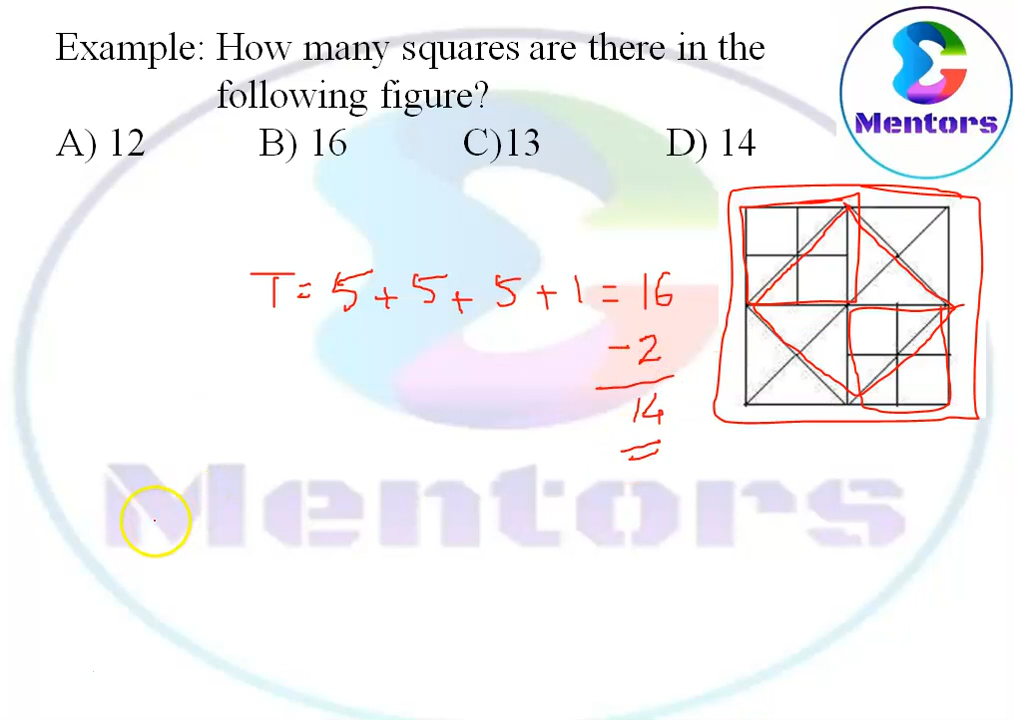 Example: How many squares are there in the
following figure?
A) 12 B) 16 C)13 D) 14
Mentors
T = 5 + 5 + 5 + 1 = 16
- 2
14
Mentors